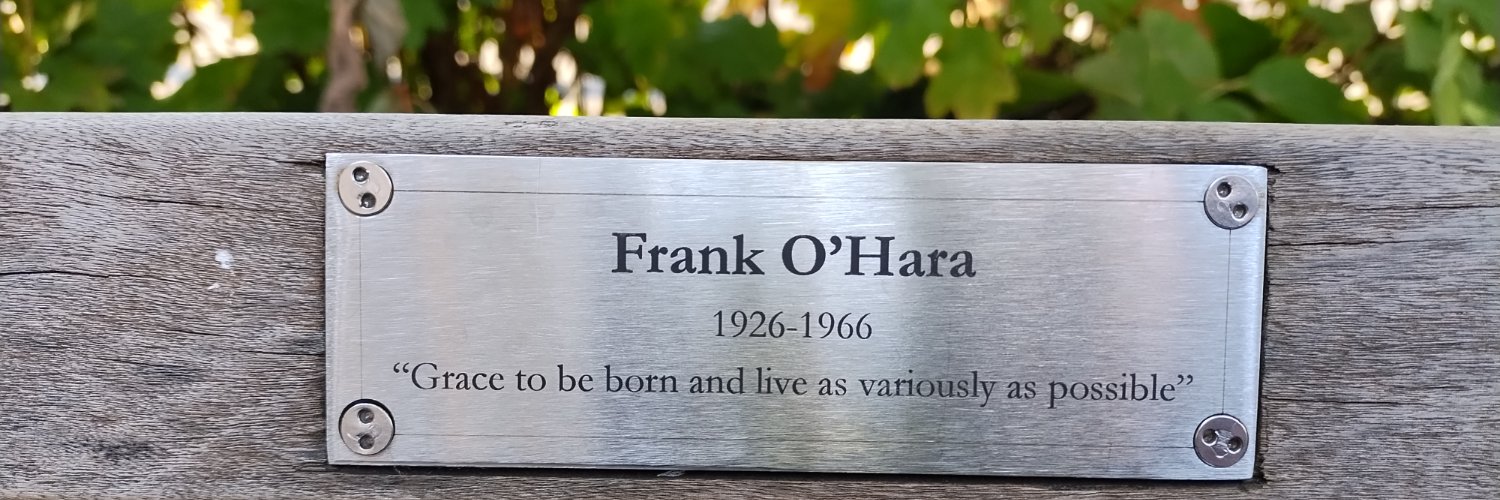 Frank O’Hara
1926-1966
“Grace to be born and live as variously as possible”